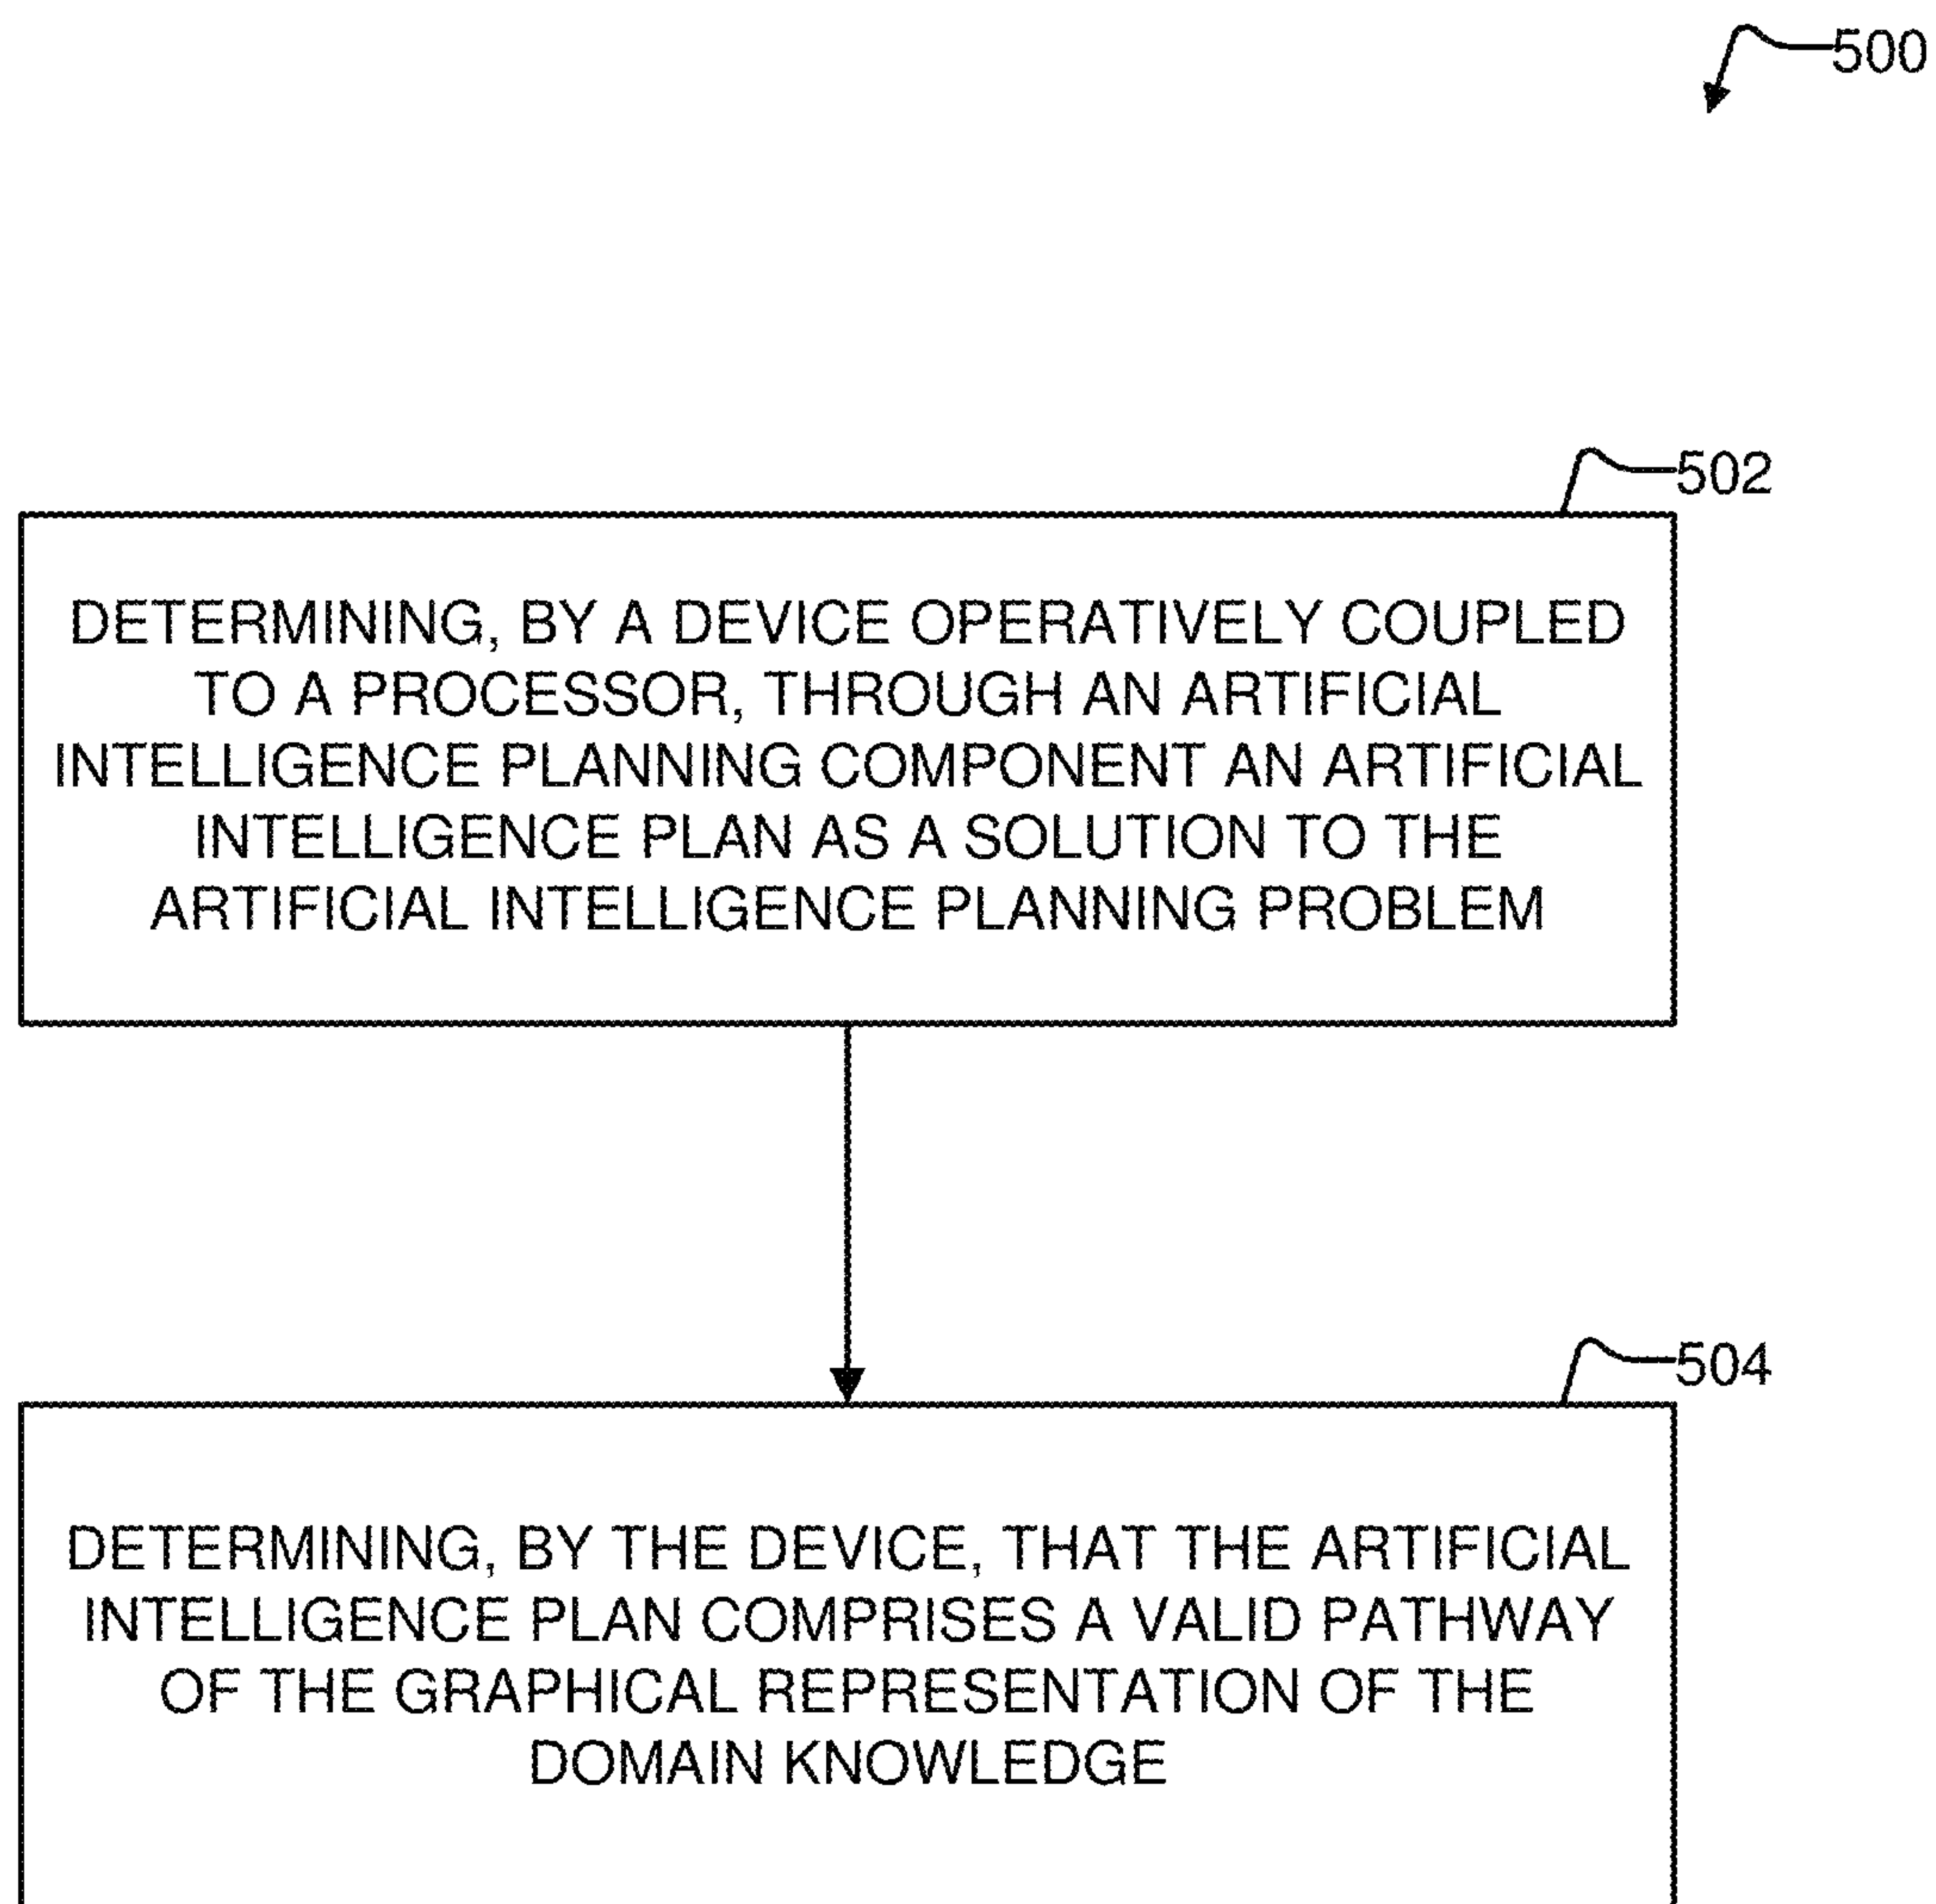 500
502
DETERMINING, BY A DEVICE OPERATIVELY COUPLED
TO A PROCESSOR, THROUGH AN ARTIFICIAL
INTELLIGENCE PLANNING COMPONENT AN ARTIFICIAL
INTELLIGENCE PLAN AS A SOLUTION TO THE
ARTIFICIAL INTELLIGENCE PLANNING PROBLEM
504
DETERMINING, BY THE DEVICE, THAT THE ARTIFICIAL
INTELLIGENCE PLAN COMPRISES A VALID PATHWAY
OF THE GRAPHICAL REPRESENTATION OF THE
DOMAIN KNOWLEDGE